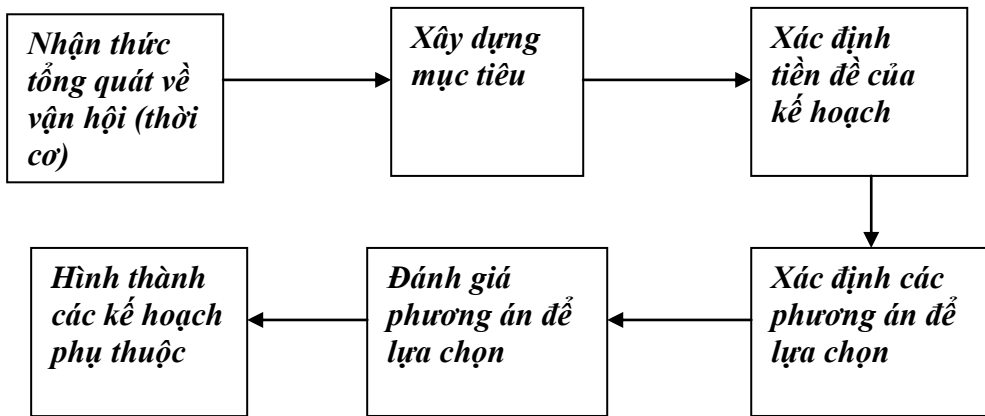 Nhận thức
tổng quát về
vận hội (thời
cơ)
Xây dựng
mục tiêu
Xác định
tiền đề của
kế hoạch
Xác định các
phương án để
lựa chọn
Đánh giá
phương án để
lựa chọn
Hình thành
các kế hoạch
phụ thuộc